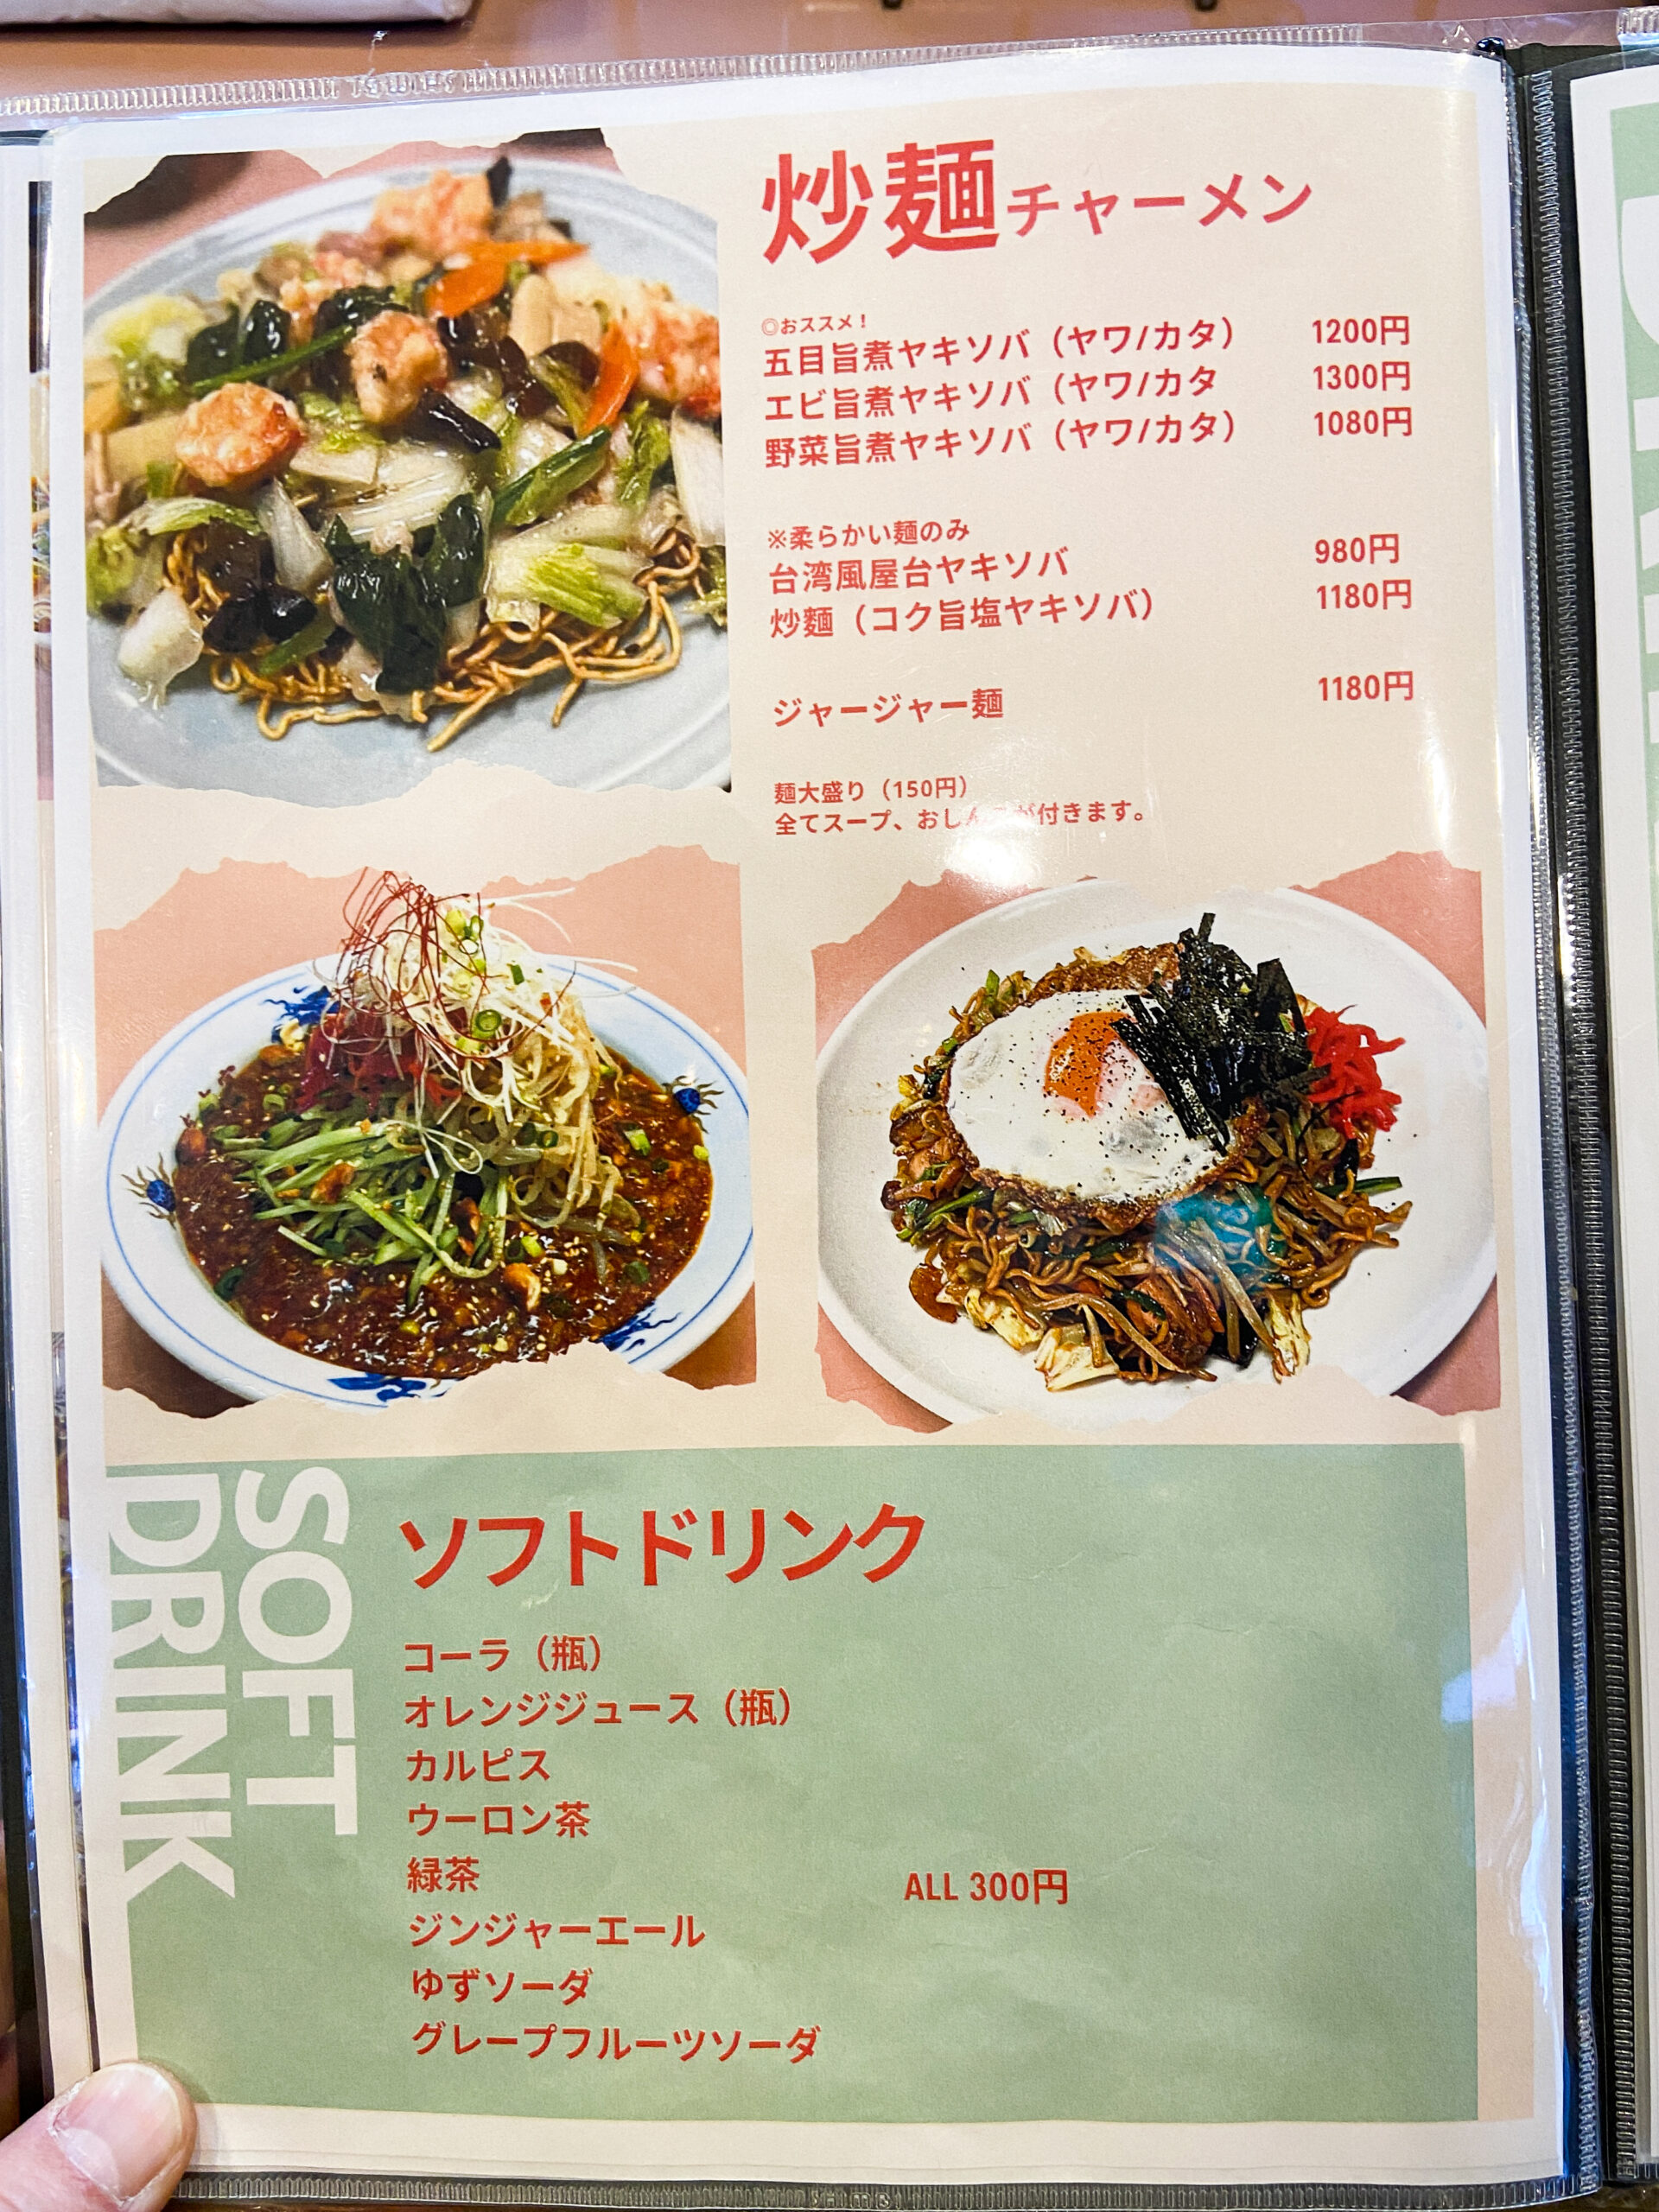 炒麺チャーメン
◎おススメ！
五目旨煮ヤキソバ（ヤワ/カタ） 1200円
エビ旨煮ヤキソバ（ヤワ/カタ 1300円
野菜旨煮ヤキソバ（ヤワ/カタ） 1080円
※柔らかい麺のみ
台湾風屋台ヤキソバ 980円
炒麺（コク旨塩ヤキソバ） 1180円
ジャージャー麺 1180円
麺大盛り（150円）
全てスープ、おしんこが付きます。
SOFT
DRINK
ソフトドリンク
コーラ（瓶）
オレンジジュース（瓶）
カルピス
ウーロン茶
緑茶
ALL 300円
ジンジャーエール
ゆずソーダ
グレープフルーツソーダ